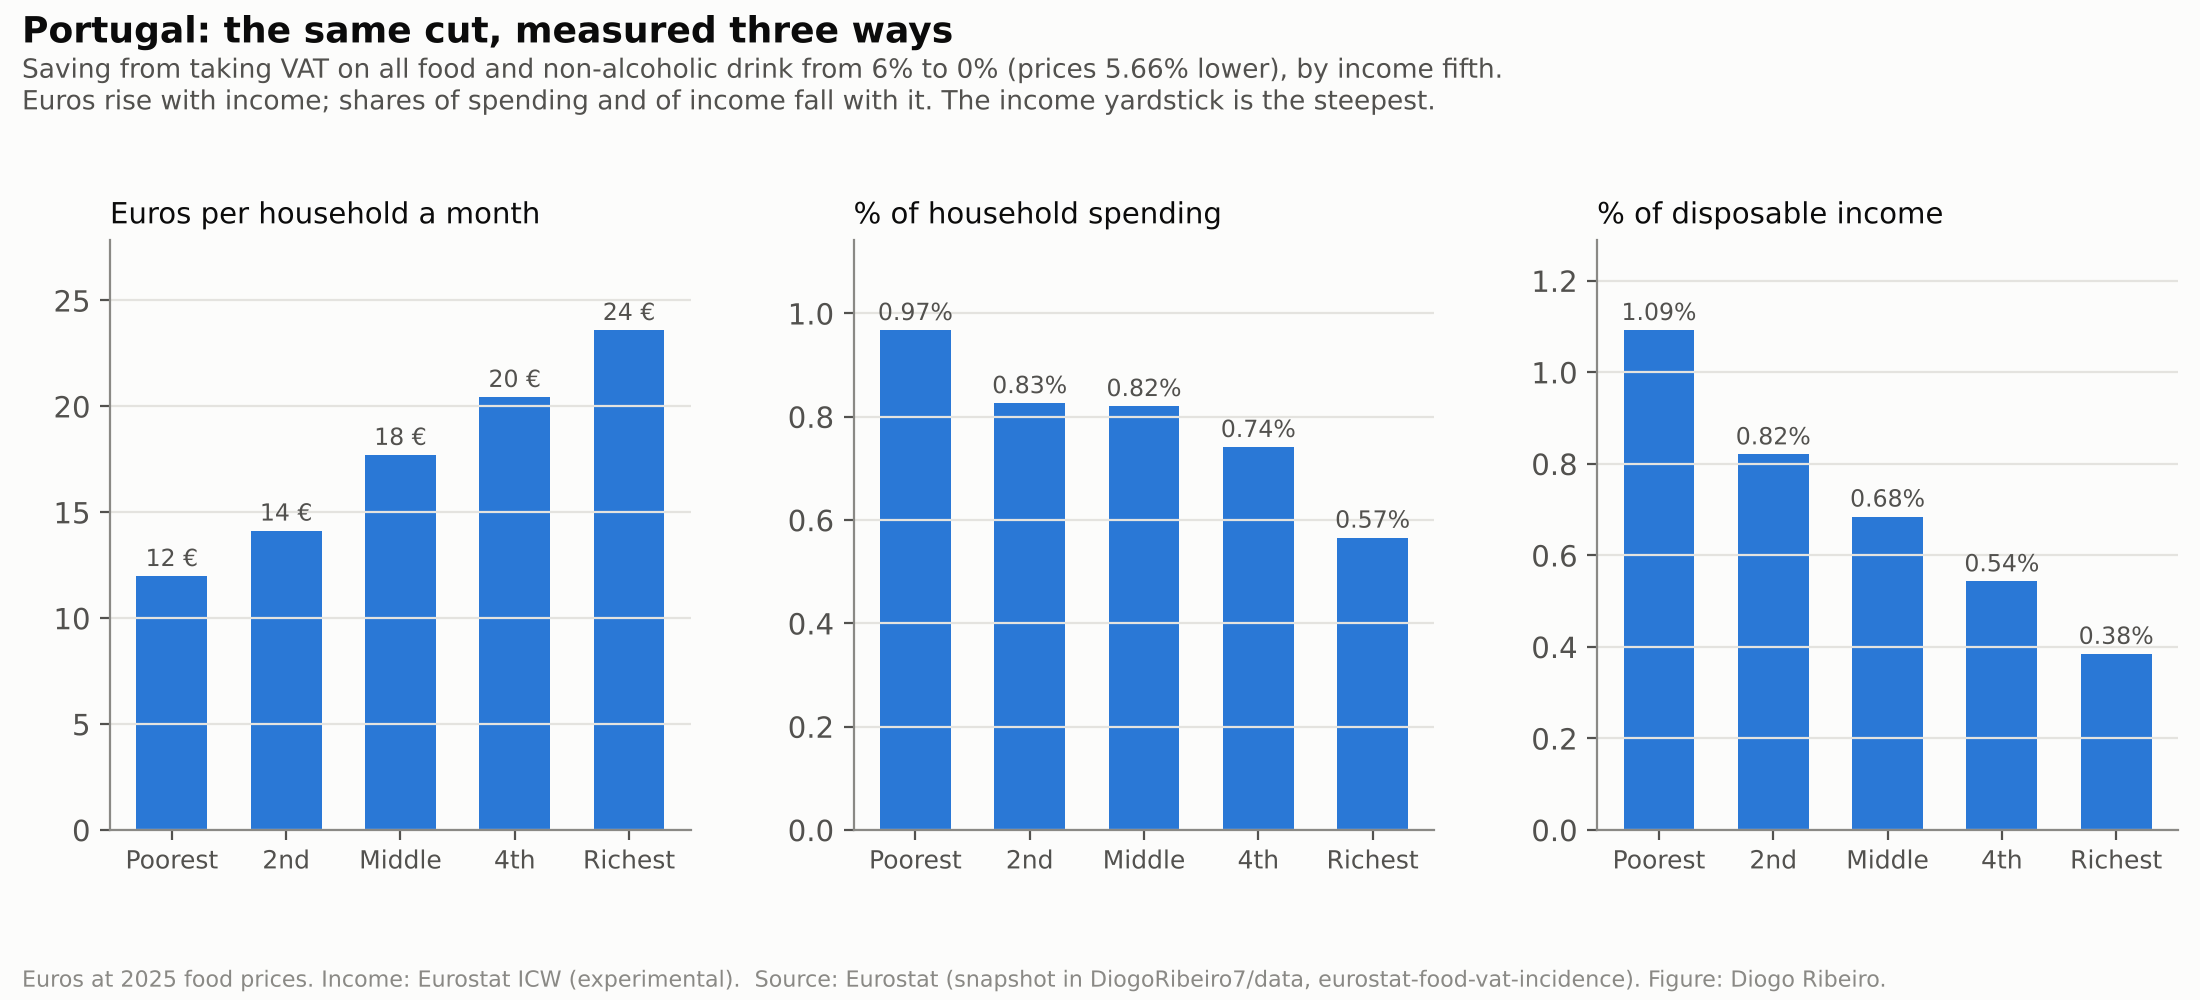 Portugal: the same cut, measured three ways
Saving from taking VAT on all food and non-alcoholic drink from 6% to 0% (prices 5.66% lower), by income fifth.
Euros rise with income; shares of spending and of income fall with it. The income yardstick is the steepest.
Euros per household a month
25
20
15
10
5
0
12 €
14 €
18 €
20 €
24 €
Poorest
2nd
Middle
4th
Richest
% of household spending
1.0
0.8
0.6
0.4
0.2
0.0
0.97%
0.83%
0.82%
0.74%
0.57%
Poorest
2nd
Middle
4th
Richest
% of disposable income
1.2
1.0
0.8
0.6
0.4
0.2
0.0
1.09%
0.82%
0.68%
0.54%
0.38%
Poorest
2nd
Middle
4th
Richest
Euros at 2025 food prices. Income: Eurostat ICW (experimental).  Source: Eurostat (snapshot in DiogoRibeiro7/data, eurostat-food-vat-incidence). Figure: Diogo Ribeiro.